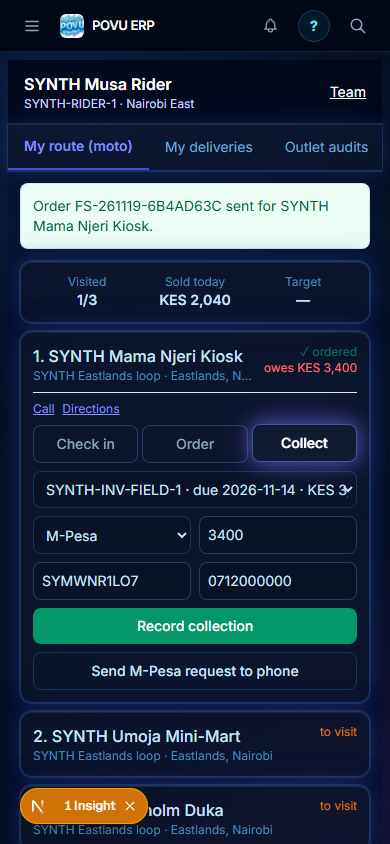 POVU
POVU ERP
?
SYNTH Musa Rider
SYNTH-RIDER-1 · Nairobi East
Team
My route (moto)
My deliveries
Outlet audits
Order FS-261119-6B4AD63C sent for SYNTH
Mama Njeri Kiosk.
Visited
Sold today
Target
1/3
KES 2,040
—
1. SYNTH Mama Njeri Kiosk
✓ ordered
SYNTH Eastlands loop · Eastlands, N...
owes KES 3,400
Call
Directions
Check in
Order
Collect
SYNTH-INV-FIELD-1 · due 2026-11-14 · KES 3
M-Pesa
3400
SYMWNR1LO7
0712000000
Record collection
Send M-Pesa request to phone
2. SYNTH Umoja Mini-Mart
to visit
SYNTH Eastlands loop · Eastlands, Nairobi
N
1 Insight
holm Duka
to visit
SYNTH Eastlands loop · Eastlands, Nairobi